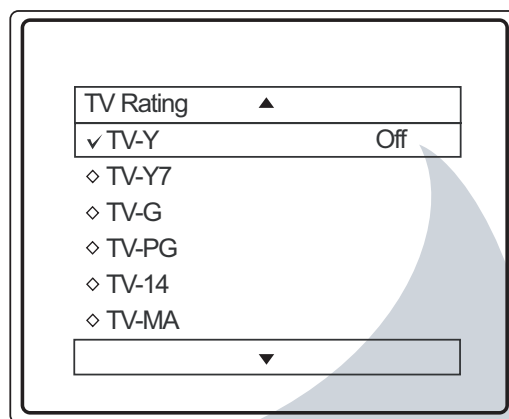 TV Rating ▲
✓ TV-Y Off
◇ TV-Y7
◇ TV-G
◇ TV-PG
◇ TV-14
◇ TV-MA
▼